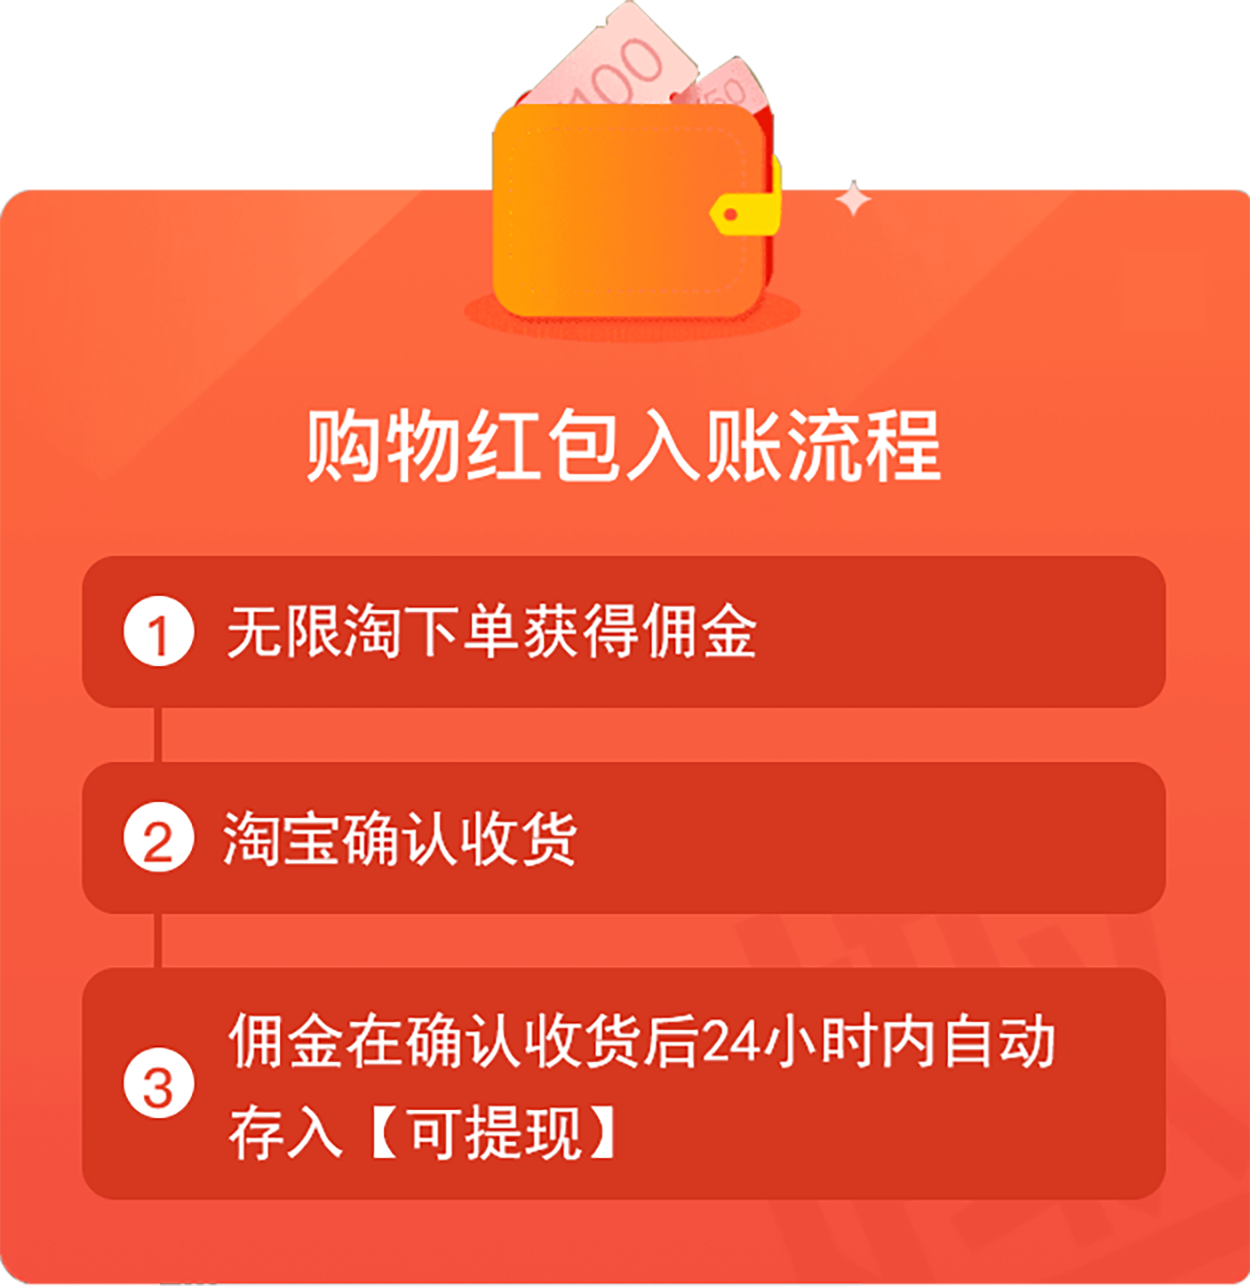 100
50
购物红包入账流程
1 无限淘下单获得佣金
2 淘宝确认收货
3 佣金在确认收货后24小时内自动
存入【可提现】